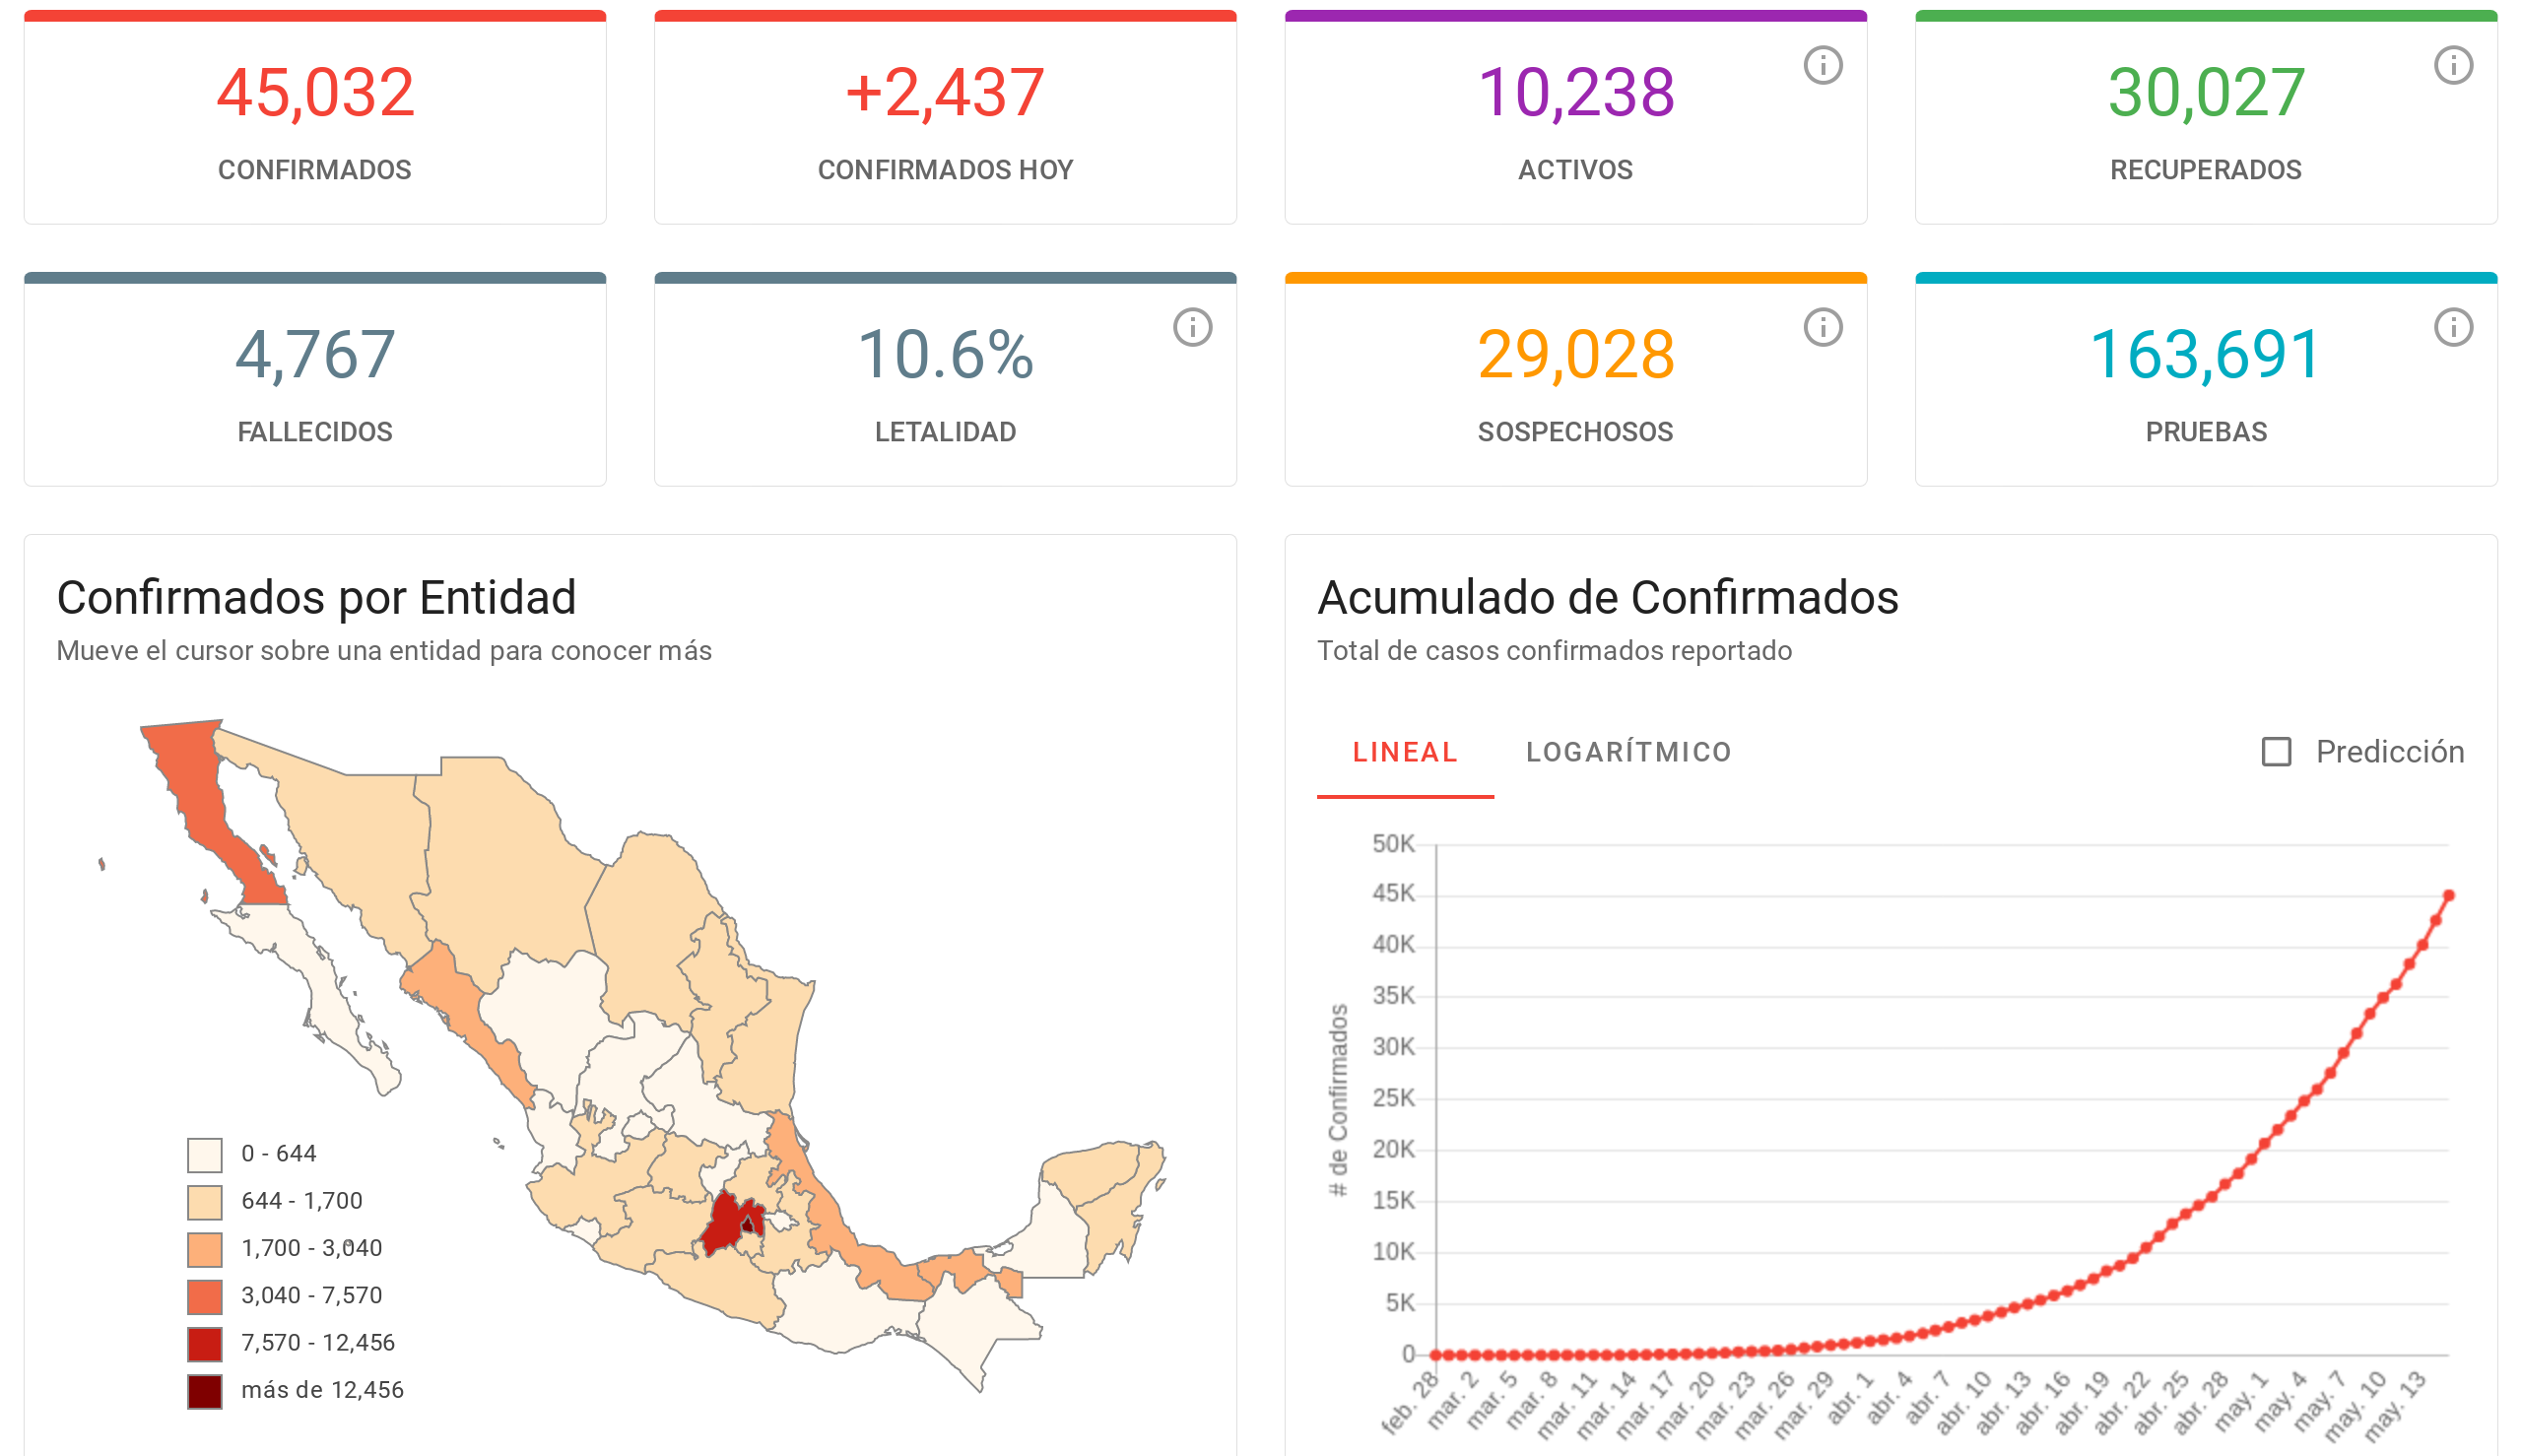 45,032
CONFIRMADOS
+2,437
CONFIRMADOS HOY
10,238
ACTIVOS
30,027
RECUPERADOS
4,767
FALLECIDOS
10.6%
LETALIDAD
29,028
SOSPECHOSOS
163,691
PRUEBAS
Confirmados por Entidad
Mueve el cursor sobre una entidad para conocer más
0 - 644
644 - 1,700
1,700 - 3,040
3,040 - 7,570
7,570 - 12,456
más de 12,456
Acumulado de Confirmados
Total de casos confirmados reportado
LINEAL
LOGARÍTMICO
Predicción
# de Confirmados
50K
45K
40K
35K
30K
25K
20K
15K
10K
5K
0
feb. 28
mar. 2
mar. 5
mar. 8
mar. 11
mar. 14
mar. 17
mar. 20
mar. 23
mar. 26
mar. 29
abr. 1
abr. 4
abr. 7
abr. 10
abr. 13
abr. 16
abr. 19
abr. 22
abr. 25
abr. 28
may. 1
may. 4
may. 7
may. 10
may. 13